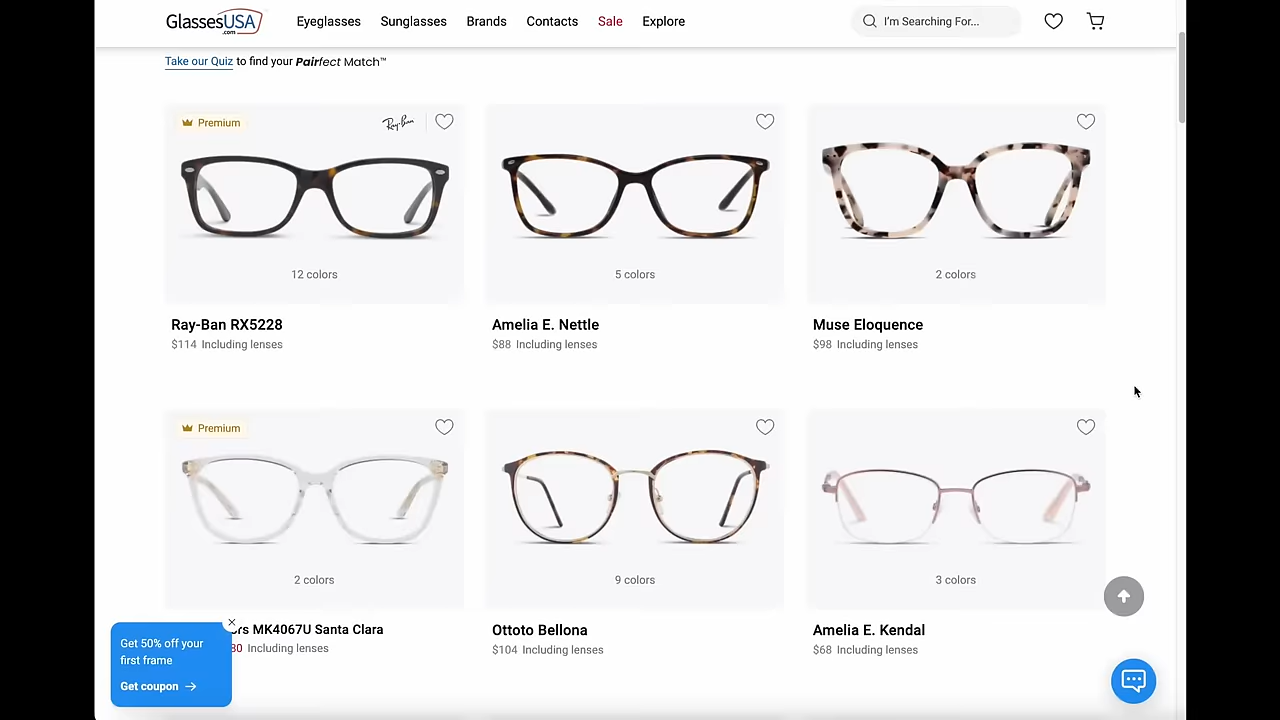 GlassesUSA
.com
Eyeglasses
Sunglasses
Brands
Contacts
Sale
Explore
I'm Searching For...
Take our Quiz to find your Pairfect Match™
Premium
Ray-Ban
12 colors
5 colors
2 colors
Ray-Ban RX5228
Amelia E. Nettle
Muse Eloquence
$114 Including lenses
$88 Including lenses
$98 Including lenses
Premium
2 colors
9 colors
3 colors
MK4067U Santa Clara
Ottoto Bellona
Amelia E. Kendal
Including lenses
$104 Including lenses
$68 Including lenses
Get 50% off your
first frame
Get coupon